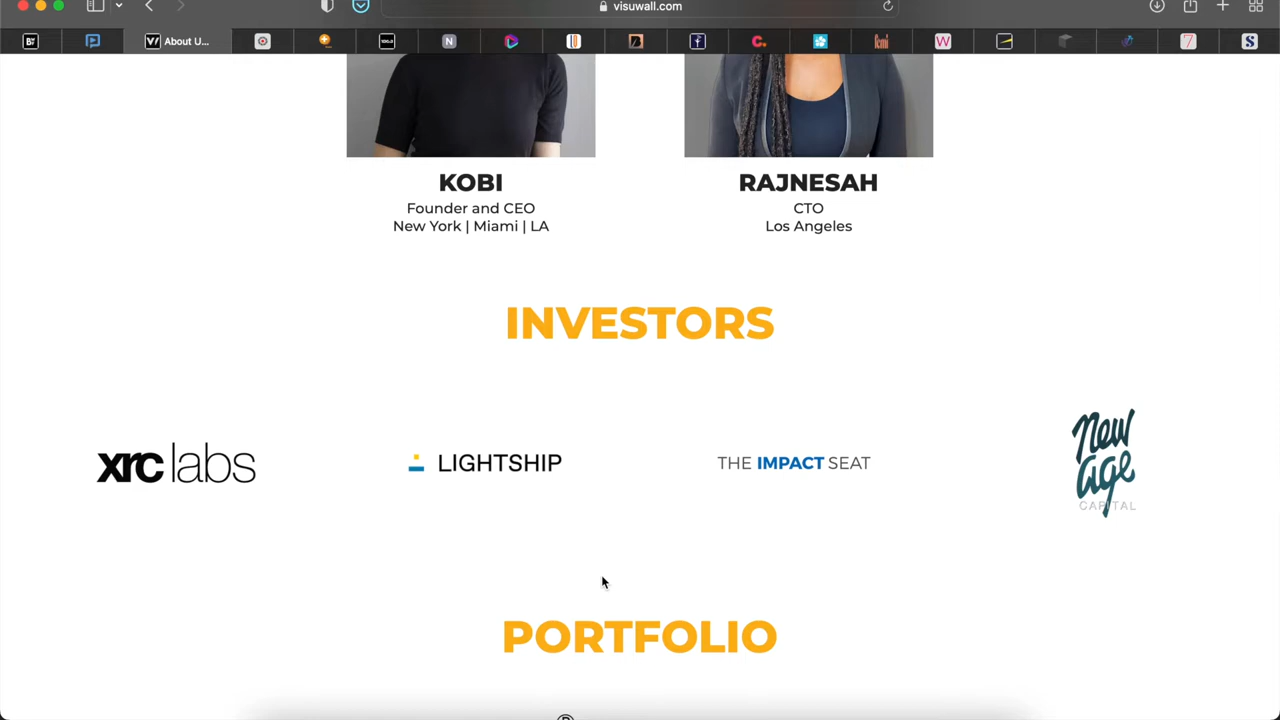 visuwall.com
About U...
KOBI
Founder and CEO
New York | Miami | LA
RAJNESAH
CTO
Los Angeles
INVESTORS
xrc labs
LIGHTSHIP
THE IMPACT SEAT
New
Age
CAPITAL
PORTFOLIO